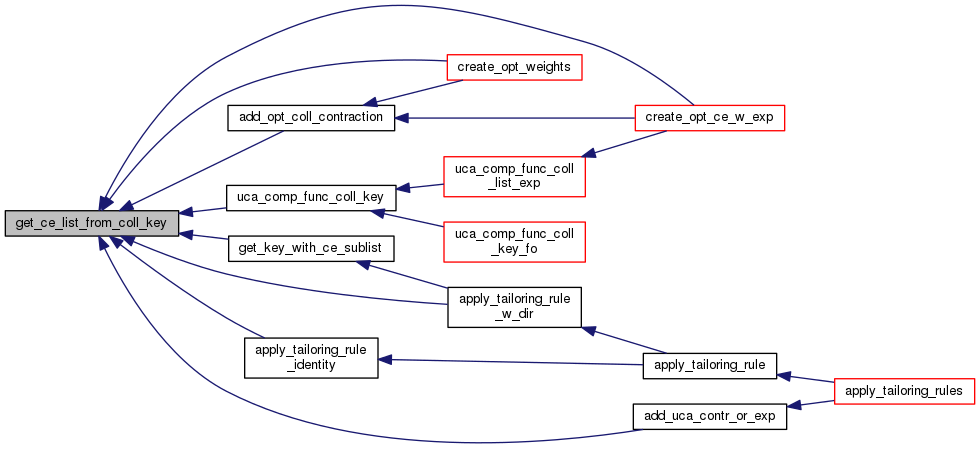 create_opt_weights
add_opt_coll_contraction
create_opt_ce_w_exp
uca_comp_func_coll
_list_exp
uca_comp_func_coll_key
get_ce_list_from_coll_key
uca_comp_func_coll
_key_fo
get_key_with_ce_sublist
apply_tailoring_rule
_w_dir
apply_tailoring_rule
_identity
apply_tailoring_rule
apply_tailoring_rules
add_uca_contr_or_exp